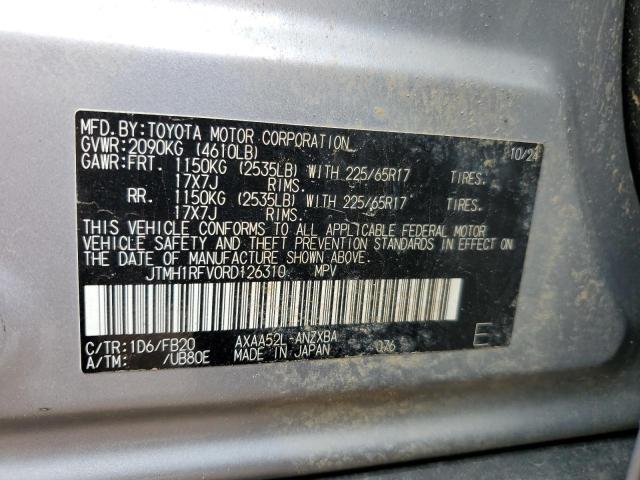 MFD.BY:TOYOTA MOTOR CORPORATION 10/24
GVWR:2090KG (4610LB)
GAWR:FRT. 1150KG (2535LB) WITH 225/65R17 TIRES.
17X7J RIMS.
RR. 1150KG (2535LB) WITH 225/65R17 TIRES.
17X7J RIMS.
THIS VEHICLE CONFORMS TO ALL APPLICABLE FEDERAL MOTOR
VEHICLE SAFETY AND THEFT PREVENTION STANDARDS IN EFFECT ON
THE DATE OF MANUFACTURE SHOWN ABOVE.
JTMH1RFV0RD126310 MPV
C/TR:1D6/FB20 AXAA52L-ANZXBA
A/TM: /UB80E MADE IN JAPAN 076 E